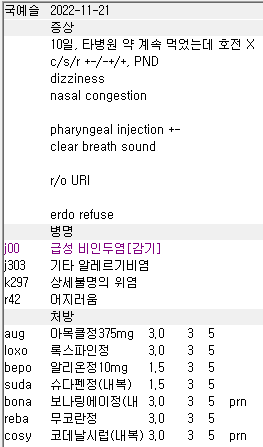 국예슬 2022-11-21
증상
10일, 타병원 약 계속 먹었는데 호전 X
c/s/r +-/-+/+, PND
dizziness
nasal congestion
pharyngeal injection +-
clear breath sound
r/o URI
erdo refuse
병명
j00 급성 비인두염[감기]
j303 기타 알레르기비염
k297 상세불명의 위염
r42 어지러움
처방
aug 아목클정375mg 3.0 3 5
loxo 록스파인정 3.0 3 5
bepo 알리온정10mg 1.5 3 5
suda 슈다펜정(내복) 1.5 3 5
bona 보나링에이정(내 3.0 3 5 prn
reba 무코란정 3.0 3 5
cosy 코데날시럽(내복) 3.0 3 5 prn